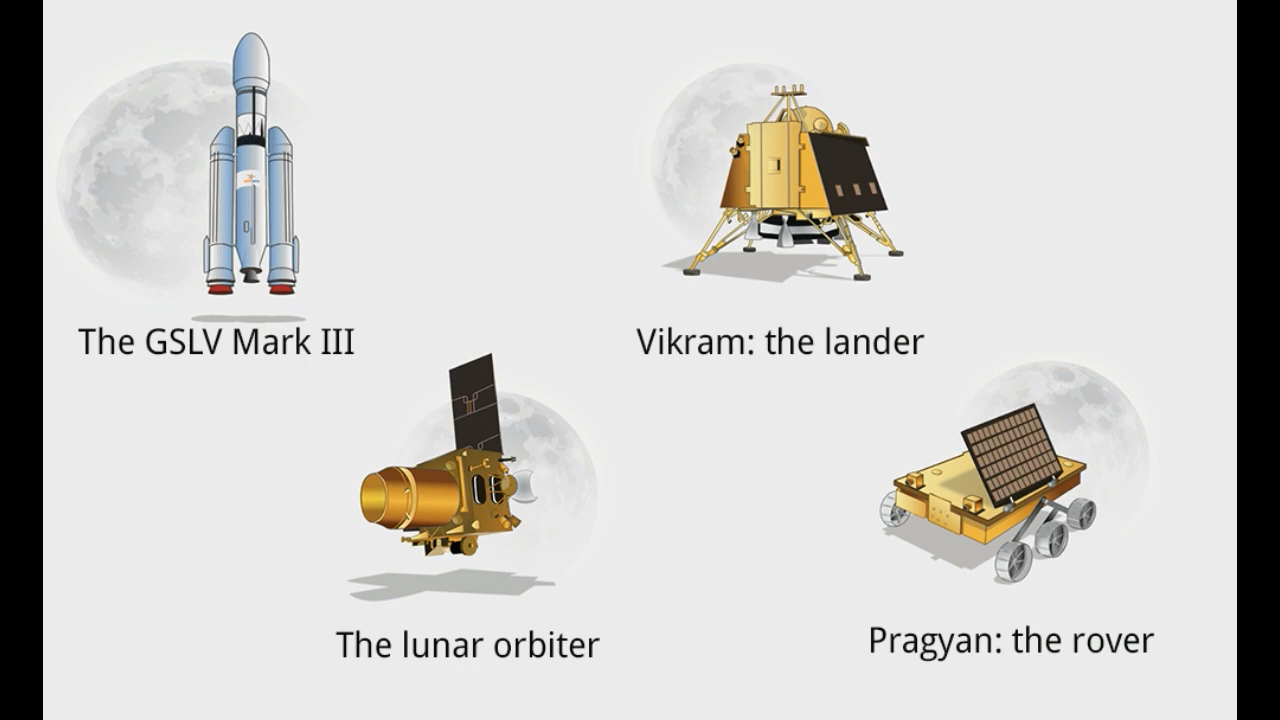 The GSLV Mark III
Vikram: the lander
The lunar orbiter
Pragyan: the rover